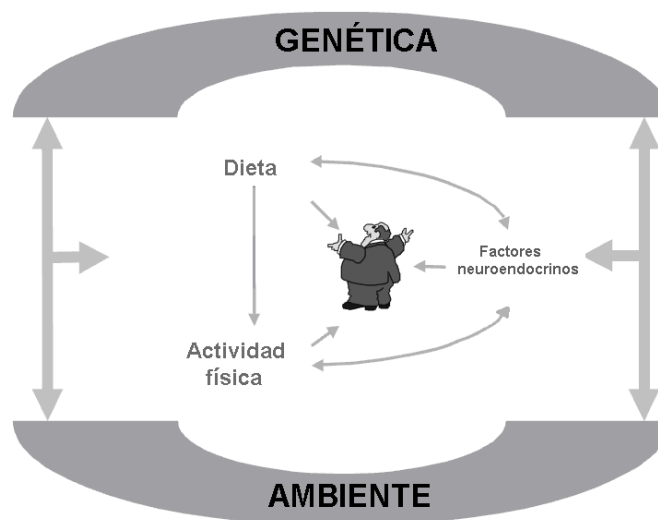 GENÉTICA
Dieta
Factores
neuroendocrinos
Actividad
física
AMBIENTE